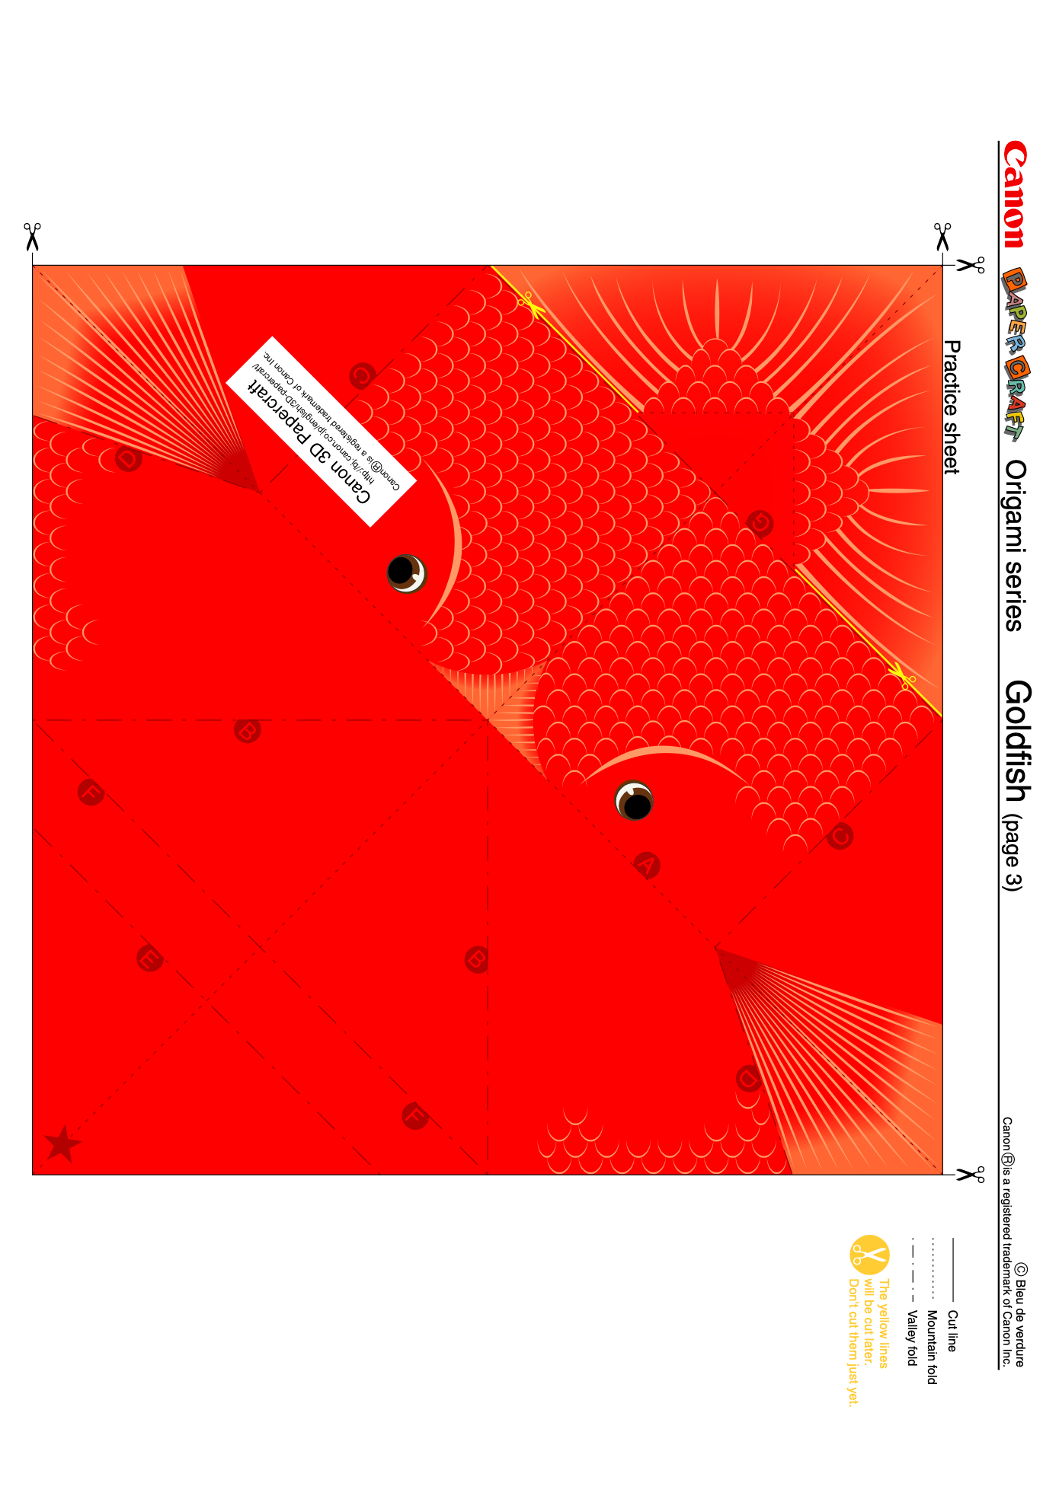 Canon PAPER CRAFT Origami series Goldfish (page 3)
© Bleu de verdure
Canon Ⓡ is a registered trademark of Canon Inc.
Practice sheet
Cut line
Mountain fold
Valley fold
The yellow lines
will be cut later.
Don't cut them just yet.
Canon 3D Papercraft
http://bj.canon.co.jp/english/3D-papercraft/
CanonⓇ is a registered trademark of Canon Inc.
C
D
G
B
F
A
C
E
B
D
F